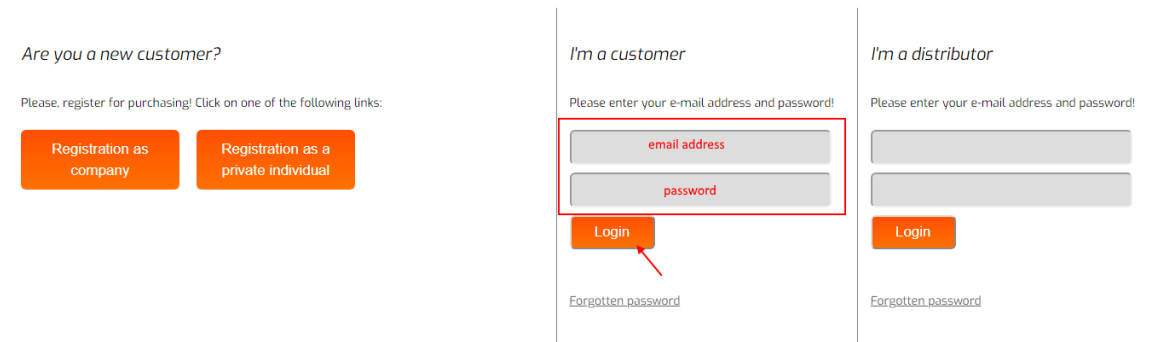 Are you a new customer?
Please, register for purchasing! Click on one of the following links:
Registration as
company
Registration as a
private individual
I'm a customer
Please enter your e-mail address and password!
email address
password
Login
Forgotten password
I'm a distributor
Please enter your e-mail address and password!
Login
Forgotten password